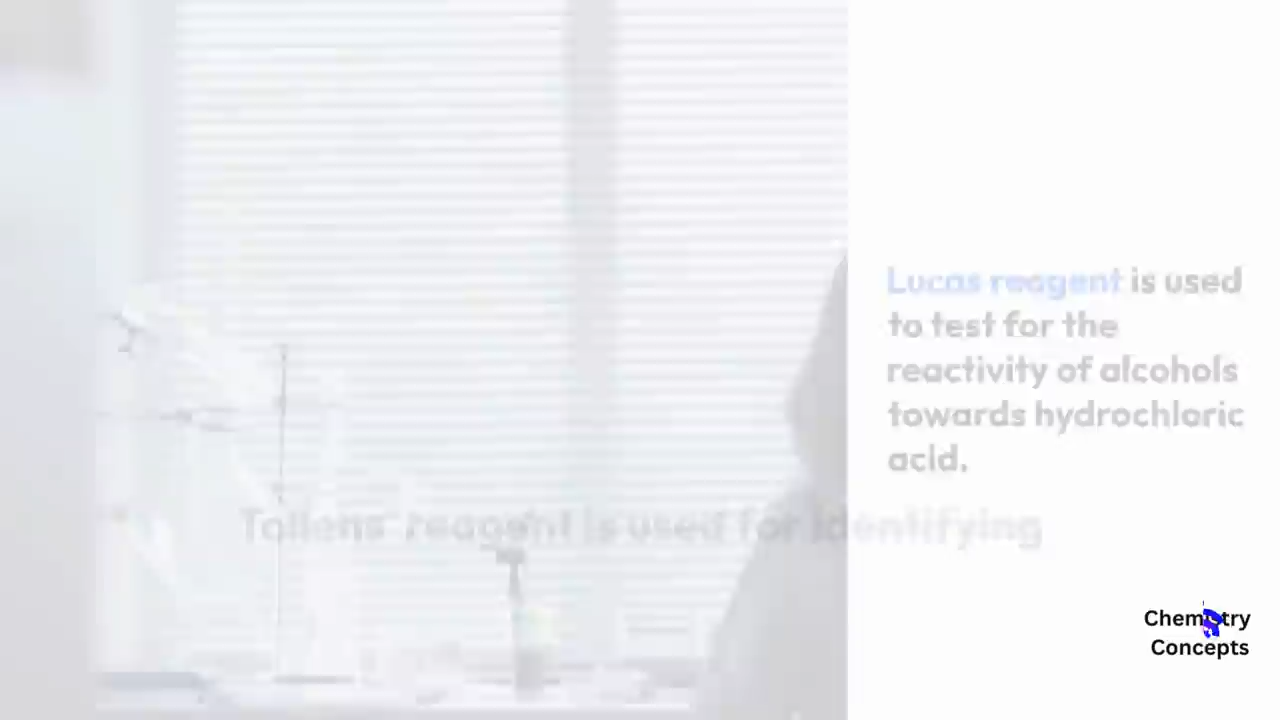 Lucas reagent is used
to test for the
reactivity of alcohols
towards hydrochloric
acid.
Tollens' reagent is used for identifying
Chemistry
Concepts